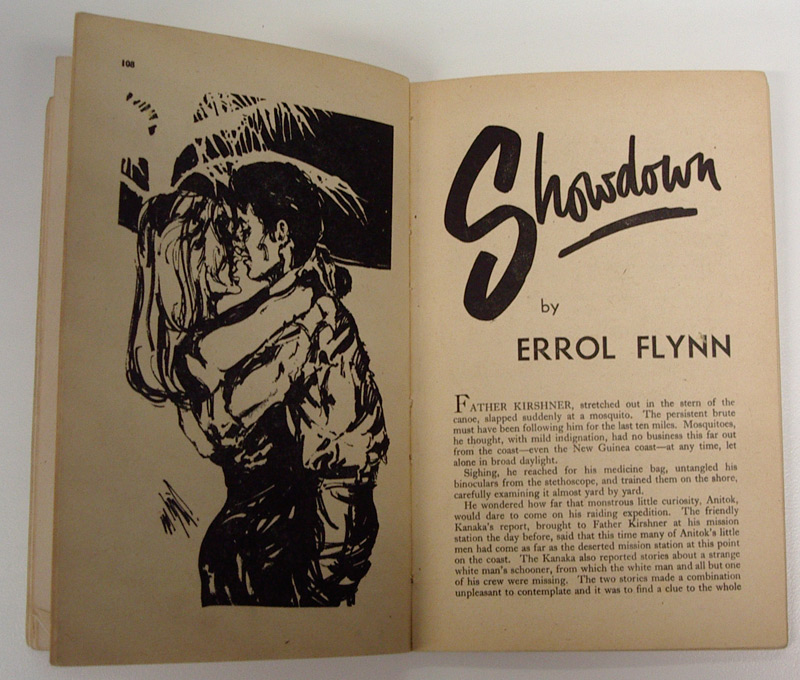 108
Showdown
by
ERROL FLYNN
FATHER KIRSHNER, stretched out in the stern of the
canoe, slapped suddenly at a mosquito. The persistent brute
must have been following him for the last ten miles. Mosquitoes,
he thought, with mild indignation, had no business this far out
from the coast—even the New Guinea coast—at any time, let
alone in broad daylight.
Sighing, he reached for his medicine bag, untangled his
binoculars from the stethoscope, and trained them on the shore,
carefully examining it almost yard by yard.
He wondered how far that monstrous little curiosity, Anitok,
would dare to come on his raiding expedition. The friendly
Kanaka's report, brought to Father Kirshner at his mission
station the day before, said that this time many of Anitok's little
men had come as far as the deserted mission station at this point
on the coast. The Kanaka also reported stories about a strange
white man's schooner, from which the white man and all but one
of his crew were missing. The two stories made a combination
unpleasant to contemplate and it was to find a clue to the whole